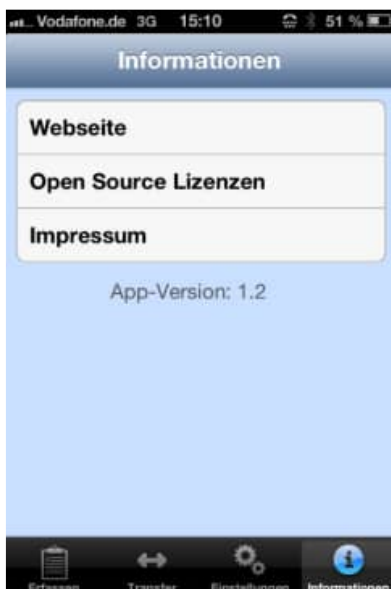 Vodafone.de 3G 15:10 51 %
Informationen
Webseite
Open Source Lizenzen
Impressum
App-Version: 1.2
Erfassen Transfer Einstellungen Informationen